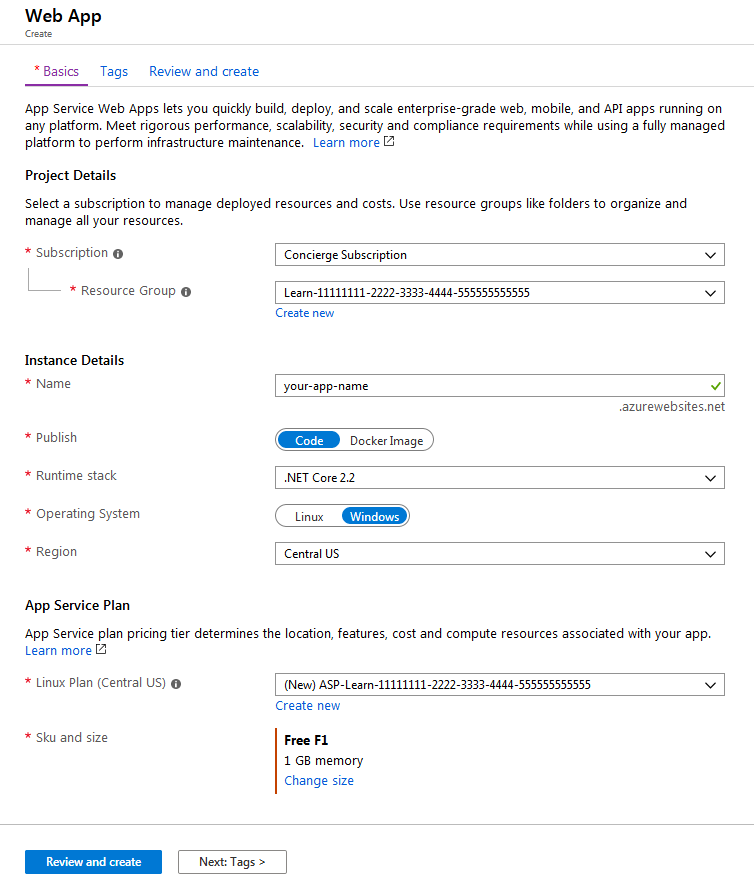 Web App
Create
* Basics Tags Review and create
App Service Web Apps lets you quickly build, deploy, and scale enterprise-grade web, mobile, and API apps running on
any platform. Meet rigorous performance, scalability, security and compliance requirements while using a fully managed
platform to perform infrastructure maintenance. Learn more
Project Details
Select a subscription to manage deployed resources and costs. Use resource groups like folders to organize and
manage all your resources.
* Subscription Concierge Subscription
* Resource Group Learn-11111111-2222-3333-4444-555555555555
Create new
Instance Details
* Name your-app-name
.azurewebsites.net
* Publish Code Docker Image
* Runtime stack .NET Core 2.2
* Operating System Linux Windows
* Region Central US
App Service Plan
App Service plan pricing tier determines the location, features, cost and compute resources associated with your app.
Learn more
* Linux Plan (Central US) (New) ASP-Learn-11111111-2222-3333-4444-555555555555
Create new
* Sku and size Free F1
1 GB memory
Change size
Review and create Next: Tags >